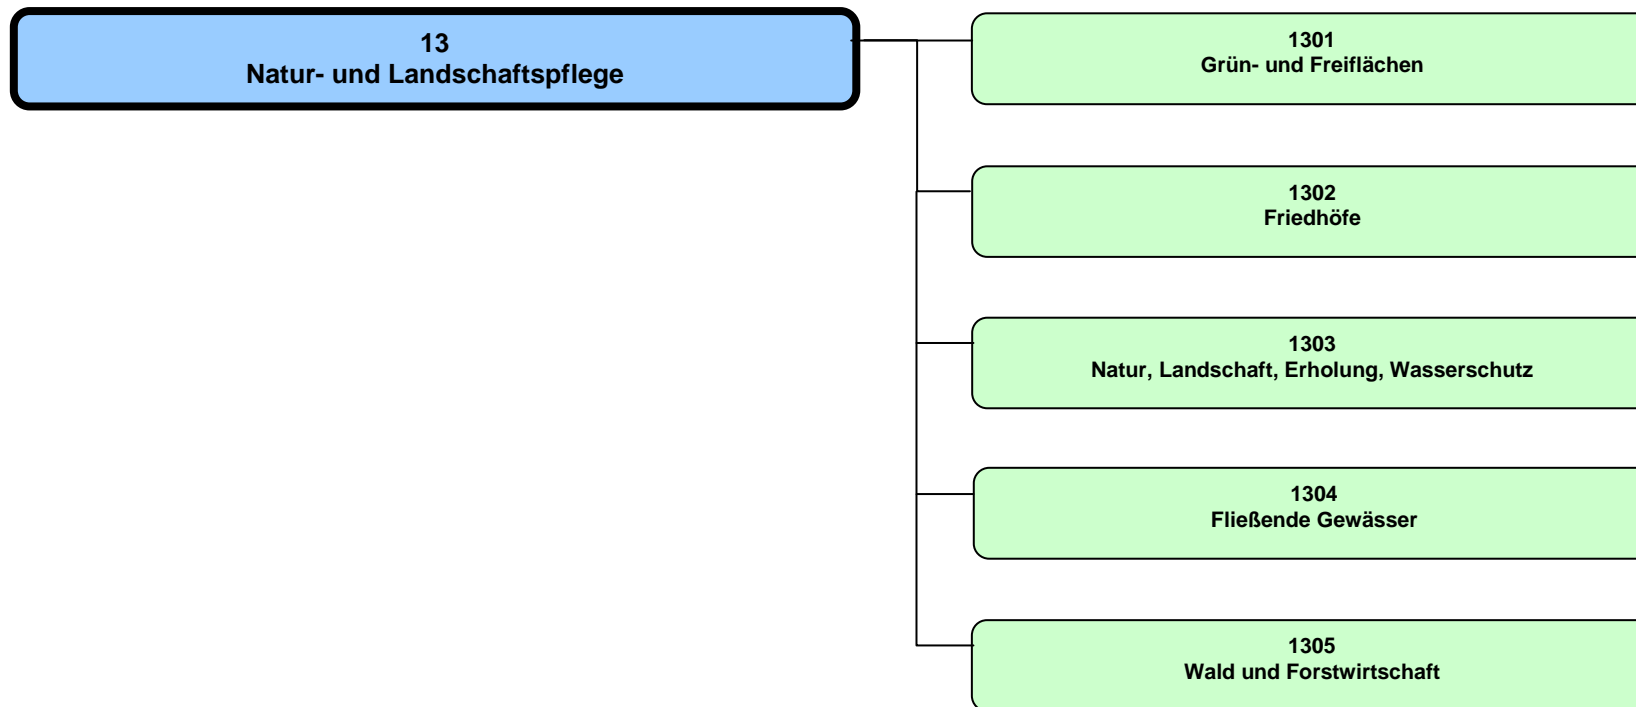 13
Natur- und Landschaftspflege
1301
Grün- und Freiflächen
1302
Friedhöfe
1303
Natur, Landschaft, Erholung, Wasserschutz
1304
Fließende Gewässer
1305
Wald und Forstwirtschaft